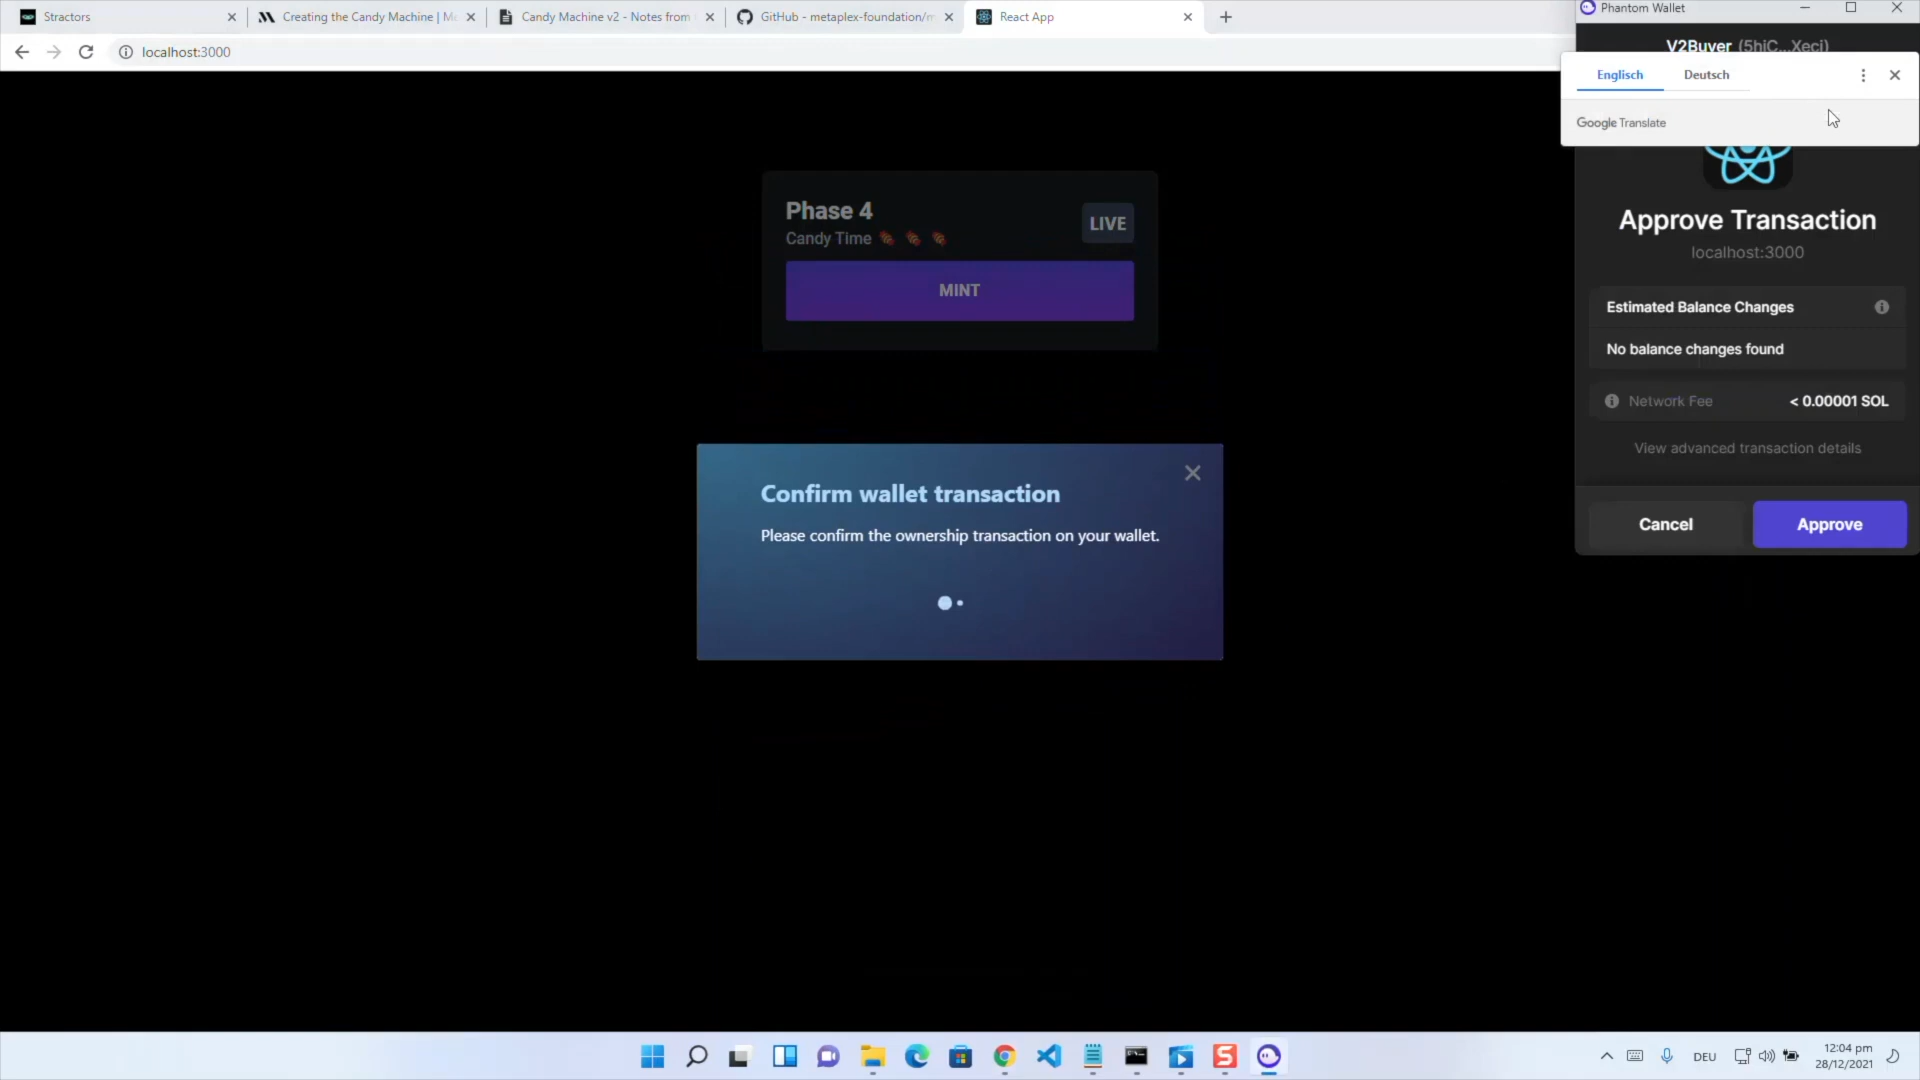 Stractors
Creating the Candy Machine | Me
Candy Machine v2 - Notes from
GitHub - metaplex-foundation/m
React App
Phantom Wallet
localhost:3000
V2Buyer (5hiC...Xeci)
Englisch
Deutsch
Google Translate
Phase 4
LIVE
Candy Time
MINT
Approve Transaction
localhost:3000
Estimated Balance Changes
No balance changes found
Network Fee
< 0.00001 SOL
View advanced transaction details
Cancel
Approve
Confirm wallet transaction
Please confirm the ownership transaction on your wallet.
DEU
12:04 pm
28/12/2021